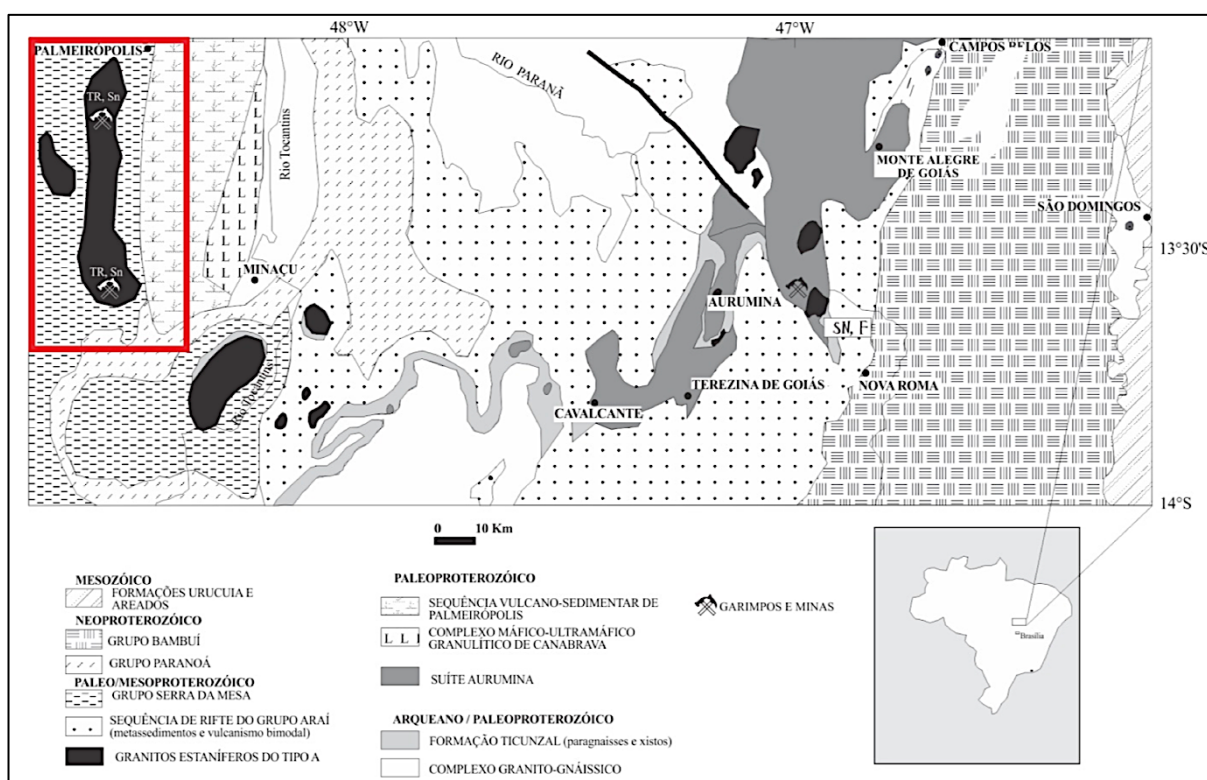 48°W
47°W
PALMEIRÓPOLIS
TR, Sn
TR, Sn
Rio Tocantins
MINAÇU
RIO PARANÁ
CAMPOS BELOS
MONTE ALEGRE
DE GOIÁS
SÃO DOMINGOS
13°30'S
AURUMINA
SN, F
NOVA ROMA
TEREZINA DE GOIÁS
CAVALCANTE
Rio Tocantins
14°S
0 10 Km
MESOZÓICO
FORMAÇÕES URUCUIA E
AREADOS
NEOPROTEROZÓICO
GRUPO BAMBUÍ
GRUPO PARANOÁ
PALEO/MESOPROTEROZÓICO
GRUPO SERRA DA MESA
SEQUÊNCIA DE RIFTE DO GRUPO ARAÍ
(metassedimentos e vulcanismo bimodal)
GRANITOS ESTANÍFEROS DO TIPO A
PALEOPROTEROZÓICO
SEQUÊNCIA VULCANO-SEDIMENTAR DE
PALMEIRÓPOLIS
L L L
COMPLEXO MÁFICO-ULTRAMÁFICO
GRANULÍTICO DE CANABRAVA
SUÍTE AURUMINA
ARQUEANO / PALEOPROTEROZÓICO
FORMAÇÃO TICUNZAL (paragnaisses e xistos)
COMPLEXO GRANITO-GNÁISSICO
GARIMPOS E MINAS
Brasília